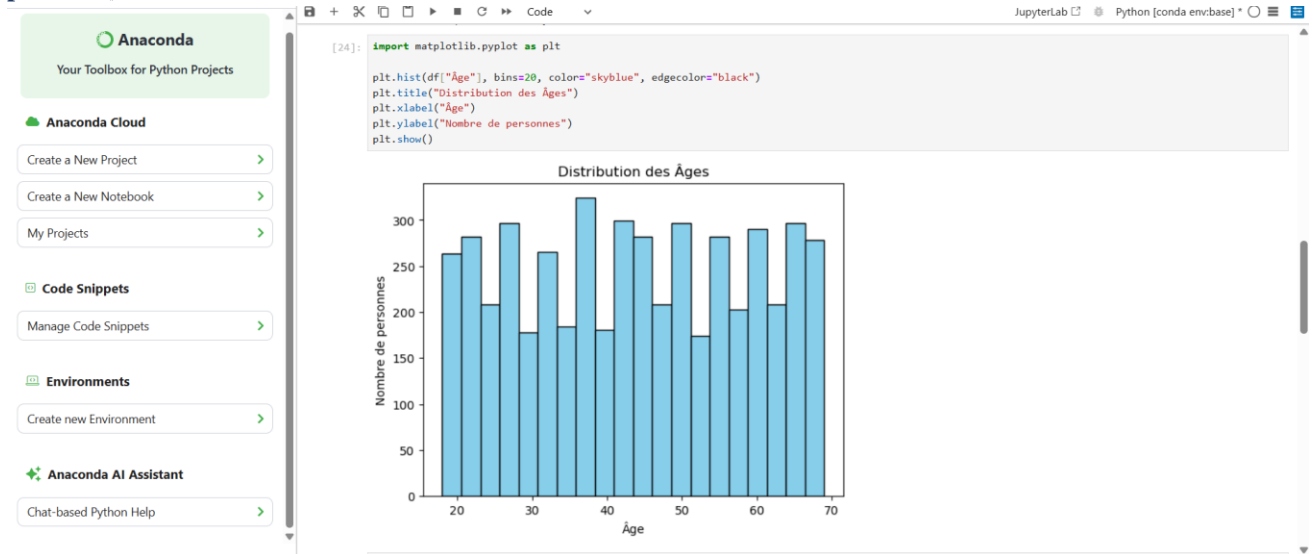 Anaconda
Your Toolbox for Python Projects
Anaconda Cloud
Create a New Project
Create a New Notebook
My Projects
Code Snippets
Manage Code Snippets
Environments
Create new Environment
Anaconda AI Assistant
Chat-based Python Help
Code
JupyterLab
Python [conda env:base] *
[24]:
import matplotlib.pyplot as plt
plt.hist(df["Âge"], bins=20, color="skyblue", edgecolor="black")
plt.title("Distribution des Âges")
plt.xlabel("Âge")
plt.ylabel("Nombre de personnes")
plt.show()
Distribution des Âges
Nombre de personnes
300
250
200
150
100
50
0
20 30 40 50 60 70
Âge